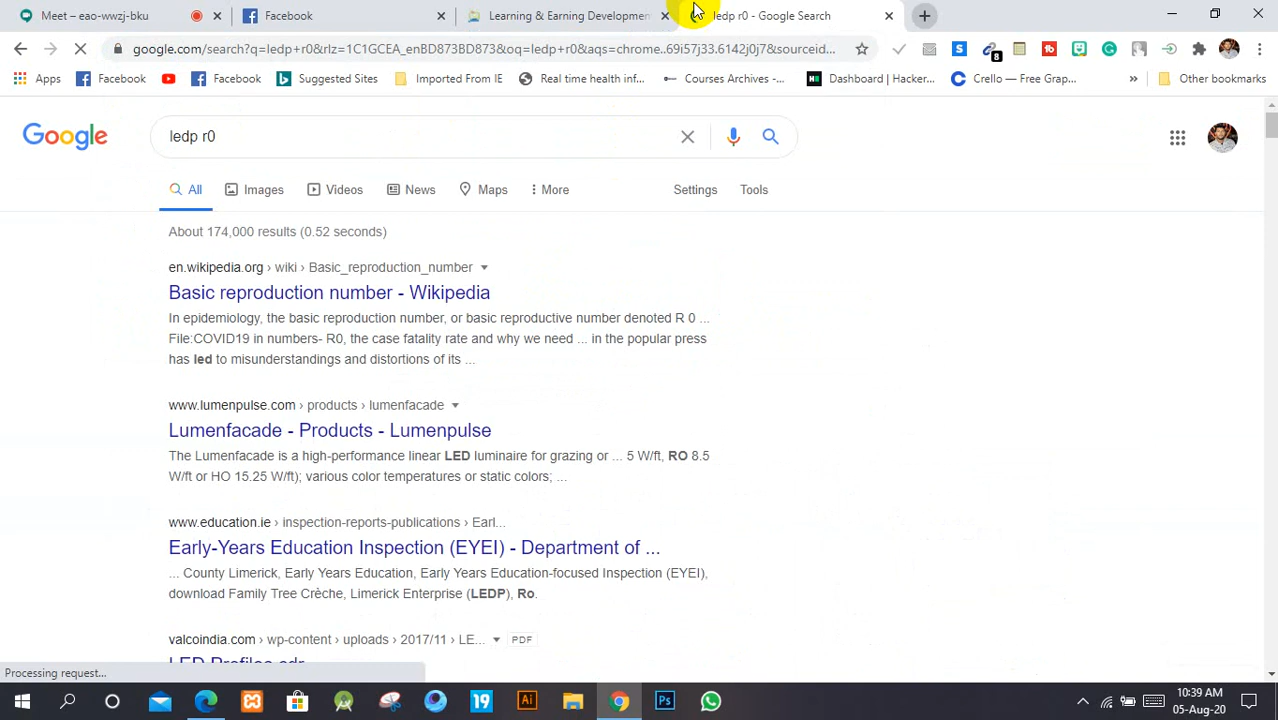 Meet – eao-wwzj-bku
Facebook
Learning & Earning Development
ledp r0 - Google Search
google.com/search?q=ledp+r0&rlz=1C1GCEA_enBD873BD873&oq=ledp+r0&aqs=chrome..69i57j33.6142j0j7&sourceid...
8
Apps
Facebook
Facebook
Suggested Sites
Imported From IE
Real time health inf...
Courses Archives -...
Dashboard | Hacker...
Crello — Free Grap...
»
Other bookmarks
Google
ledp r0
All
Images
Videos
News
Maps
More
Settings
Tools
About 174,000 results (0.52 seconds)
en.wikipedia.org › wiki › Basic_reproduction_number
Basic reproduction number - Wikipedia
In epidemiology, the basic reproduction number, or basic reproductive number denoted R 0 ...
File:COVID19 in numbers- R0, the case fatality rate and why we need ... in the popular press
has led to misunderstandings and distortions of its ...
www.lumenpulse.com › products › lumenfacade
Lumenfacade - Products - Lumenpulse
The Lumenfacade is a high-performance linear LED luminaire for grazing or ... 5 W/ft, RO 8.5
W/ft or HO 15.25 W/ft); various color temperatures or static colors; ...
www.education.ie › inspection-reports-publications › Earl...
Early-Years Education Inspection (EYEI) - Department of ...
... County Limerick, Early Years Education, Early Years Education-focused Inspection (EYEI),
download Family Tree Crèche, Limerick Enterprise (LEDP), Ro.
valcoindia.com › wp-content › uploads › 2017/11 › LE...
PDF
LED Profiles.cdr
Processing request...
19
Ai
Ps
10:39 AM
05-Aug-20